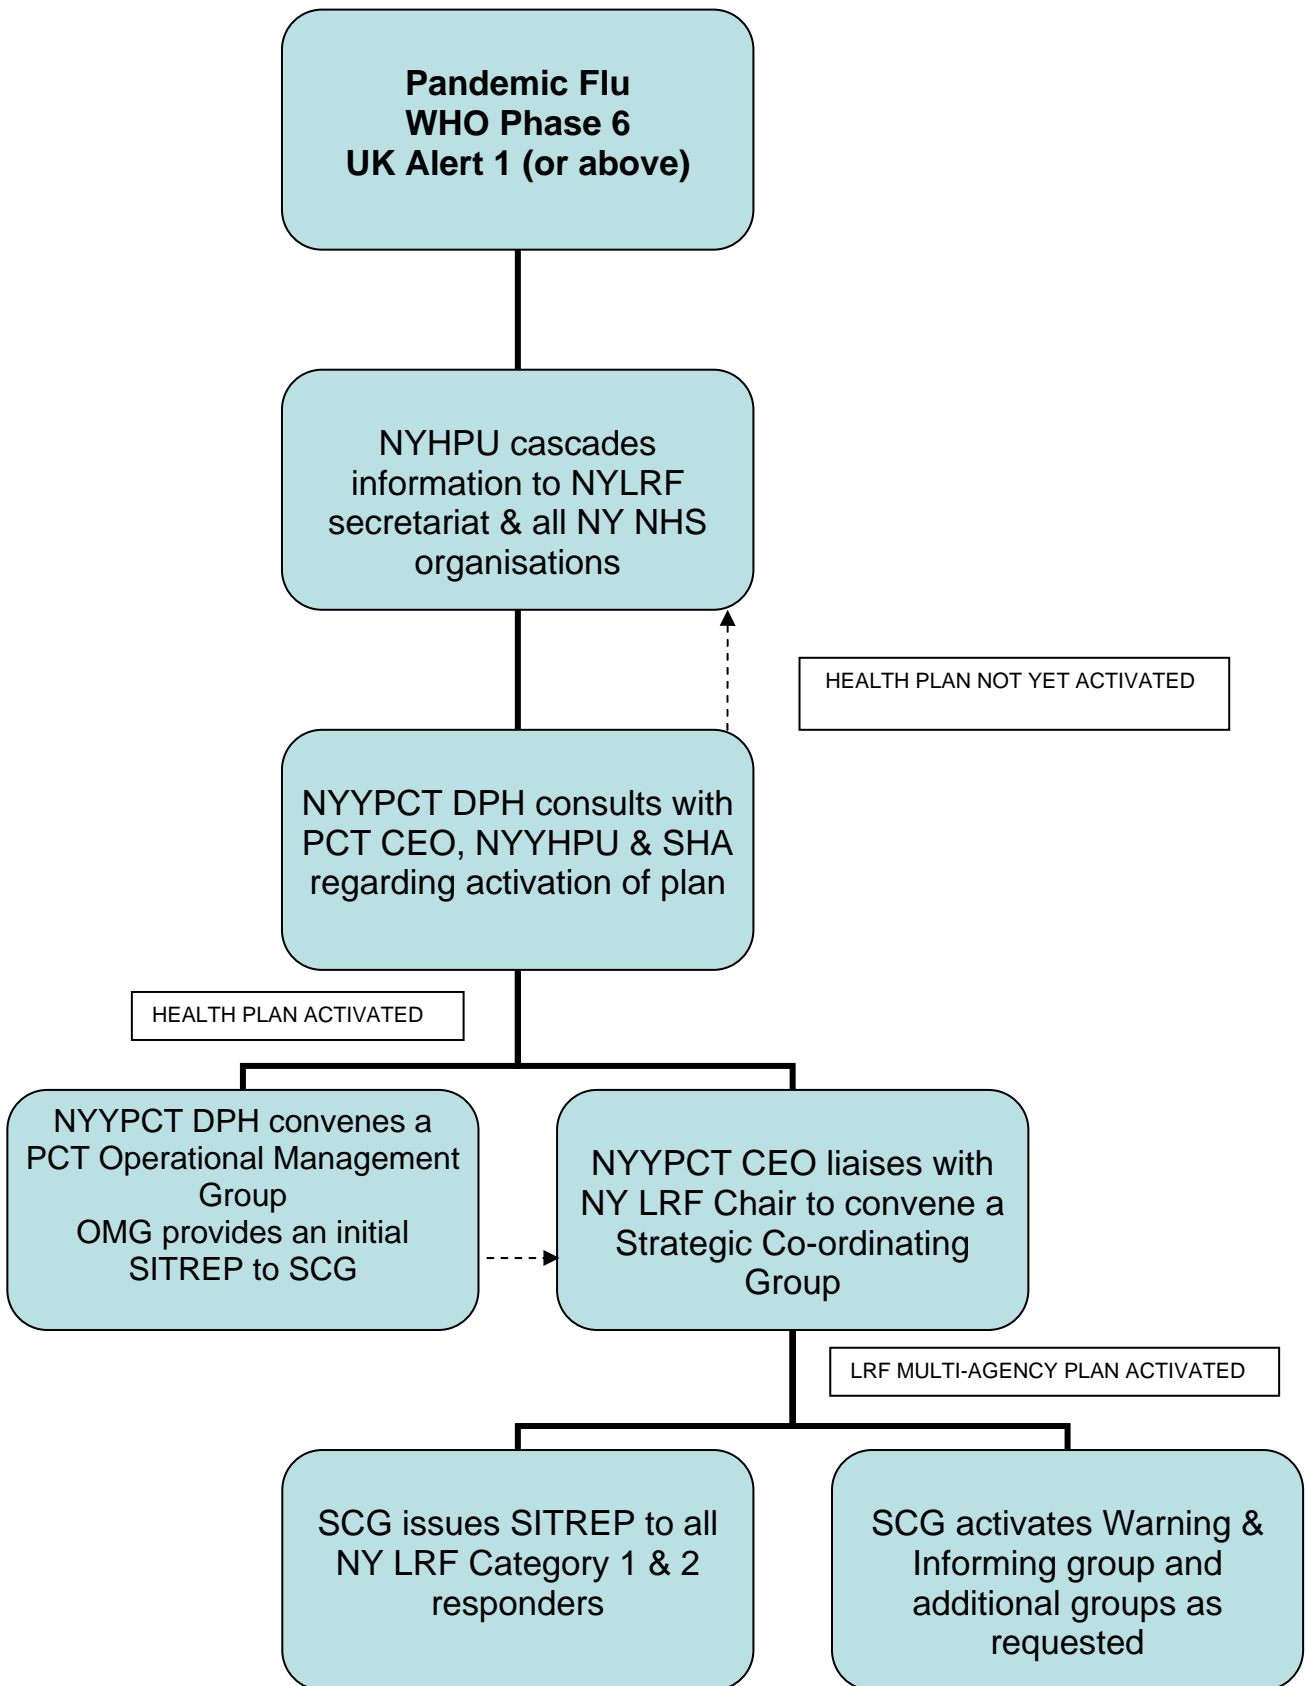 Pandemic Flu
WHO Phase 6
UK Alert 1 (or above)
NYHPU cascades
information to NYLRF
secretariat & all NY NHS
organisations
HEALTH PLAN NOT YET ACTIVATED
NYYPCT DPH consults with
PCT CEO, NYYHPU & SHA
regarding activation of plan
HEALTH PLAN ACTIVATED
NYYPCT DPH convenes a
PCT Operational Management
Group
OMG provides an initial
SITREP to SCG
NYYPCT CEO liaises with
NY LRF Chair to convene a
Strategic Co-ordinating
Group
LRF MULTI-AGENCY PLAN ACTIVATED
SCG issues SITREP to all
NY LRF Category 1 & 2
responders
SCG activates Warning &
Informing group and
additional groups as
requested